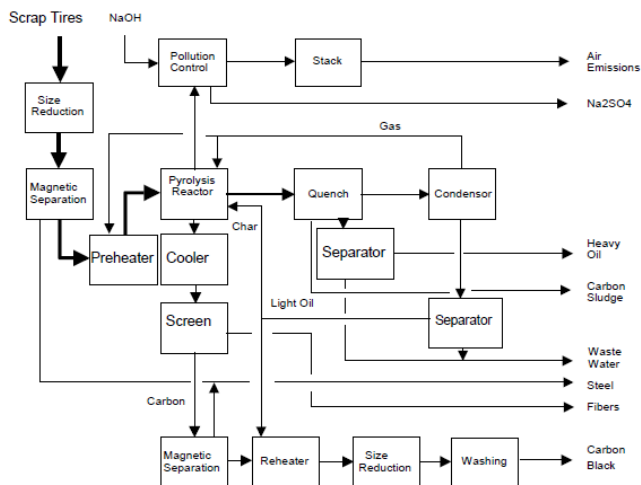 Scrap Tires
NaOH
Pollution
Control
Stack
Air
Emissions
Size
Reduction
Na2SO4
Gas
Magnetic
Separation
Pyrolysis
Reactor
Quench
Condensor
Char
Preheater
Cooler
Separator
Heavy
Oil
Carbon
Sludge
Screen
Light Oil
Separator
Waste
Water
Steel
Carbon
Fibers
Magnetic
Separation
Reheater
Size
Reduction
Washing
Carbon
Black